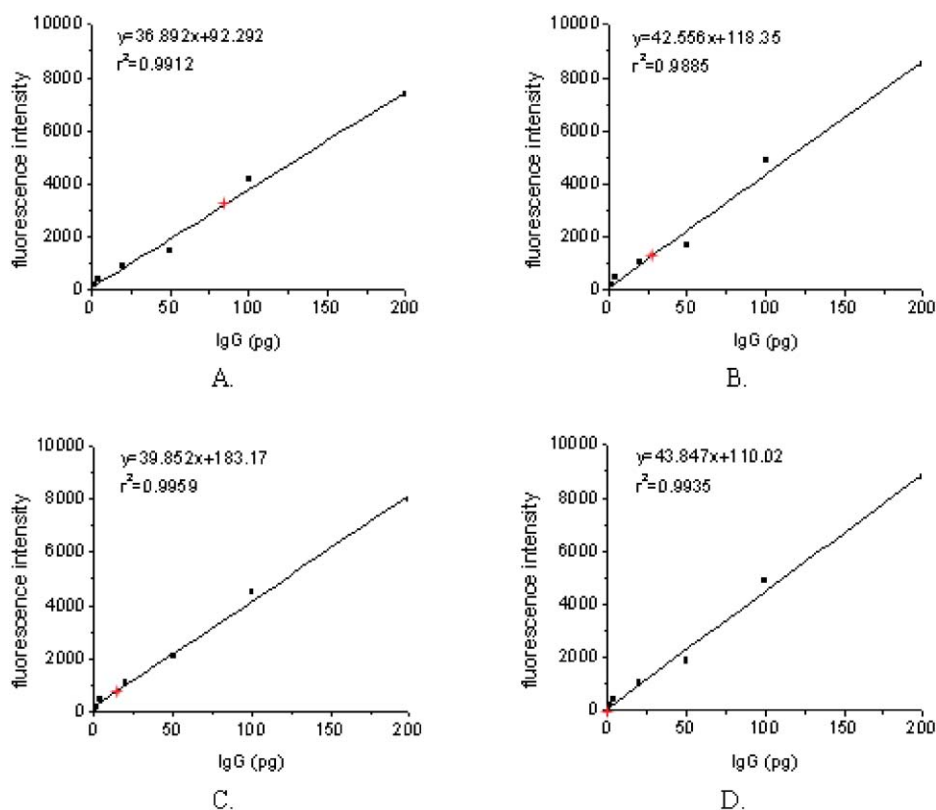 y=36.892x+92.292
r²=0.9912
10000
8000
6000
4000
2000
0
fluorescence intensity
0 50 100 150 200
IgG (pg)
A.
y=42.556x+118.35
r²=0.9885
10000
8000
6000
4000
2000
0
fluorescence intensity
0 50 100 150 200
IgG (pg)
B.
y=39.852x+183.17
r²=0.9959
10000
8000
6000
4000
2000
0
fluorescence intensity
0 50 100 150 200
IgG (pg)
C.
y=43.847x+110.02
r²=0.9935
10000
8000
6000
4000
2000
0
fluorescence intensity
0 50 100 150 200
IgG (pg)
D.